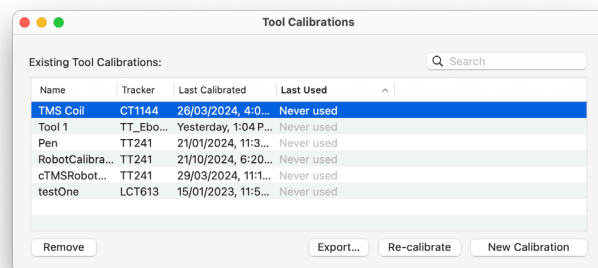 Tool Calibrations
Existing Tool Calibrations:
Search
Name Tracker Last Calibrated Last Used
TMS Coil CT1144 26/03/2024, 4:0... Never used
Tool 1 TT_Ebo... Yesterday, 1:04 P... Never used
Pen TT241 21/01/2024, 11:3... Never used
RobotCalibra... TT241 21/10/2024, 6:20... Never used
cTMSRobot... TT241 29/03/2024, 11:1... Never used
testOne LCT613 15/01/2023, 11:5... Never used
Remove Export... Re-calibrate New Calibration